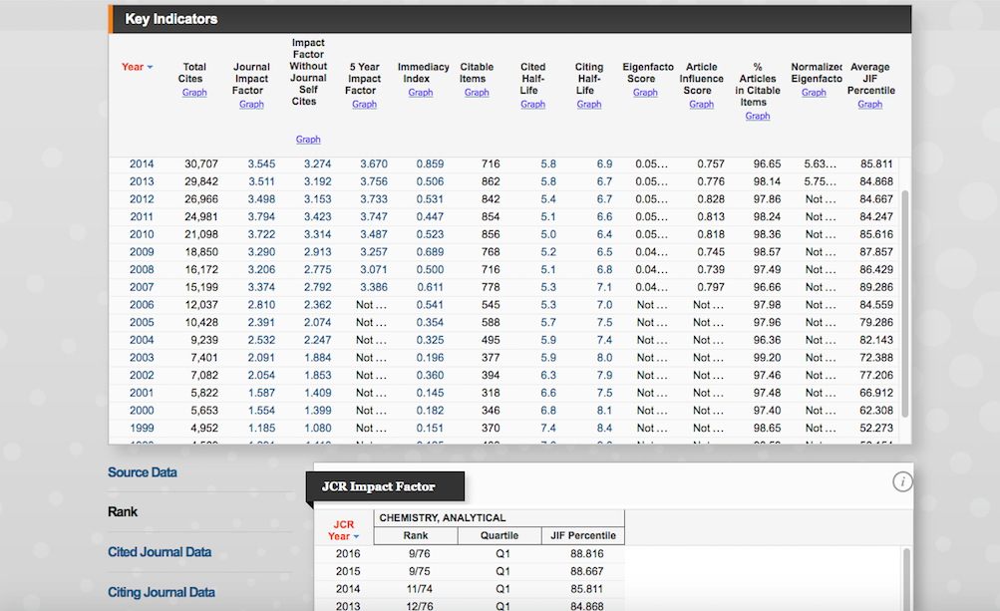 Key Indicators
Year Total Cites Graph Journal Impact Factor Graph Impact Factor Without Journal Self Cites Graph 5 Year Impact Factor Graph Immediacy Index Graph Citable Items Graph Cited Half-Life Graph Citing Half-Life Graph Eigenfacto Score Graph Article Influence Score Graph % Articles in Citable Items Graph Normalized Eigenfacto Graph Average JIF Percentile Graph
2014 30,707 3.545 3.274 3.670 0.859 716 5.8 6.9 0.05... 0.757 96.65 5.63... 85.811
2013 29,842 3.511 3.192 3.756 0.506 862 5.8 6.7 0.05... 0.776 98.14 5.75... 84.868
2012 26,966 3.498 3.153 3.733 0.531 842 5.4 6.7 0.05... 0.828 97.86 Not ... 84.667
2011 24,981 3.794 3.423 3.747 0.447 854 5.1 6.6 0.05... 0.813 98.24 Not ... 84.247
2010 21,098 3.722 3.314 3.487 0.523 856 5.0 6.4 0.05... 0.818 98.36 Not ... 85.616
2009 18,850 3.290 2.913 3.257 0.689 768 5.2 6.5 0.04... 0.745 98.57 Not ... 87.857
2008 16,172 3.206 2.775 3.071 0.500 716 5.1 6.8 0.04... 0.739 97.49 Not ... 86.429
2007 15,199 3.374 2.792 3.386 0.611 778 5.3 7.1 0.04... 0.797 96.66 Not ... 89.286
2006 12,037 2.810 2.362 Not ... 0.541 545 5.3 7.0 Not ... Not ... 97.98 Not ... 84.559
2005 10,428 2.391 2.074 Not ... 0.354 588 5.7 7.5 Not ... Not ... 97.96 Not ... 79.286
2004 9,239 2.532 2.247 Not ... 0.325 495 5.9 7.4 Not ... Not ... 96.36 Not ... 82.143
2003 7,401 2.091 1.884 Not ... 0.196 377 5.9 8.0 Not ... Not ... 99.20 Not ... 72.388
2002 7,082 2.054 1.853 Not ... 0.360 394 6.3 7.9 Not ... Not ... 97.46 Not ... 77.206
2001 5,822 1.587 1.409 Not ... 0.145 318 6.6 7.5 Not ... Not ... 97.48 Not ... 66.912
2000 5,653 1.554 1.399 Not ... 0.182 346 6.8 8.1 Not ... Not ... 97.40 Not ... 62.308
1999 4,952 1.185 1.080 Not ... 0.151 370 7.4 8.4 Not ... Not ... 98.65 Not ... 52.273
Source Data
Rank
Cited Journal Data
Citing Journal Data
JCR Impact Factor
i
JCR Year CHEMISTRY, ANALYTICAL
Rank Quartile JIF Percentile
2016 9/76 Q1 88.816
2015 9/75 Q1 88.667
2014 11/74 Q1 85.811
2013 12/76 Q1 84.868